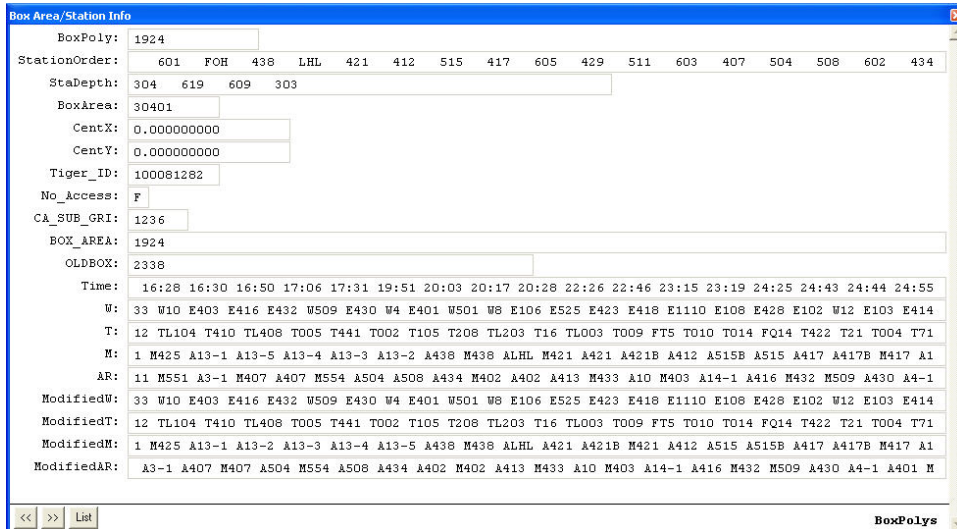 Box Area/Station Info
BoxPoly: 1924
StationOrder: 601 FOH 438 LHL 421 412 515 417 605 429 511 603 407 504 508 602 434
StaDepth: 304 619 609 303
BoxArea: 30401
CentX: 0.000000000
CentY: 0.000000000
Tiger_ID: 100081282
No_Access: F
CA_SUB_GRI: 1236
BOX_AREA: 1924
OLDBOX: 2338
Time: 16:28 16:30 16:50 17:06 17:31 19:51 20:03 20:17 20:28 22:26 22:46 23:15 23:19 24:25 24:43 24:44 24:55
W: 33 W10 E403 E416 E432 W509 E430 W4 E401 W501 W8 E106 E525 E423 E418 E1110 E108 E428 E102 W12 E103 E414
T: 12 TL104 T410 TL408 T005 T441 T002 T105 T208 TL203 T16 TL003 T009 FT5 T010 T014 FQ14 T422 T21 T004 T71
M: 1 M425 A13-1 A13-5 A13-4 A13-3 A13-2 A438 M438 ALHL M421 A421 A421B A412 A515B A515 A417 A417B M417 A1
AR: 11 M551 A3-1 M407 A407 M554 A504 A508 A434 M402 A402 A413 M433 A10 M403 A14-1 A416 M432 M509 A430 A4-1
ModifiedW: 33 W10 E403 E416 E432 W509 E430 W4 E401 W501 W8 E106 E525 E423 E418 E1110 E108 E428 E102 W12 E103 E414
ModifiedT: 12 TL104 T410 TL408 T005 T441 T002 T105 T208 TL203 T16 TL003 T009 FT5 T010 T014 FQ14 T422 T21 T004 T71
ModifiedM: 1 M425 A13-1 A13-2 A13-3 A13-4 A13-5 A438 M438 ALHL A421 A421B M421 A412 A515 A515B A417 A417B M417 A1
ModifiedAR: A3-1 A407 M407 A504 M554 A508 A434 A402 M402 A413 M433 A10 M403 A14-1 A416 M432 M509 A430 A4-1 A401 M
<< >> List BoxPolys